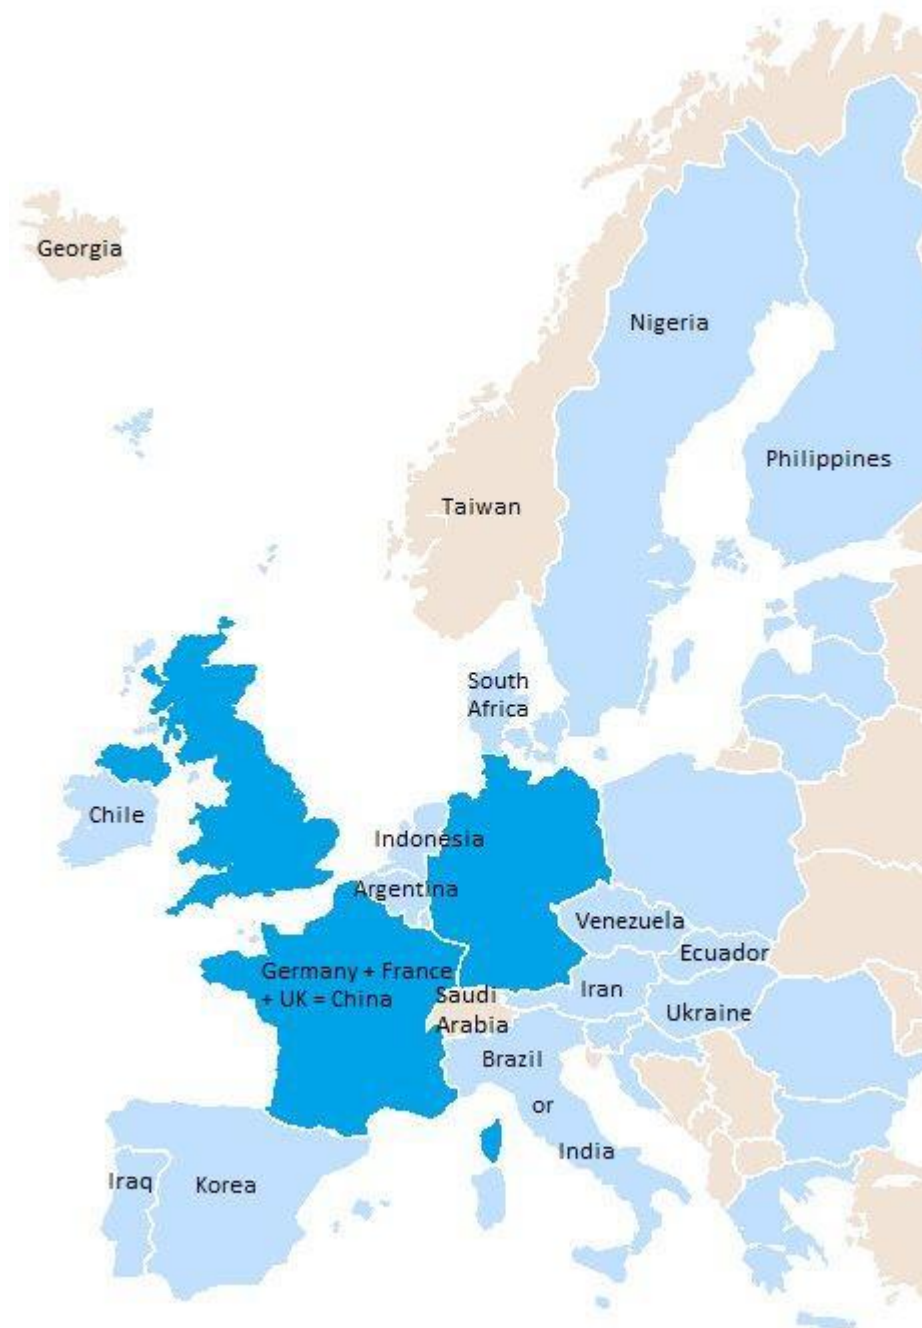 Georgia
Nigeria
Philippines
Taiwan
South
Africa
Chile
Indonesia
Argentina
Venezuela
Ecuador
Germany + France
+ UK = China
Saudi
Arabia
Iran
Ukraine
Brazil
or
India
Iraq
Korea